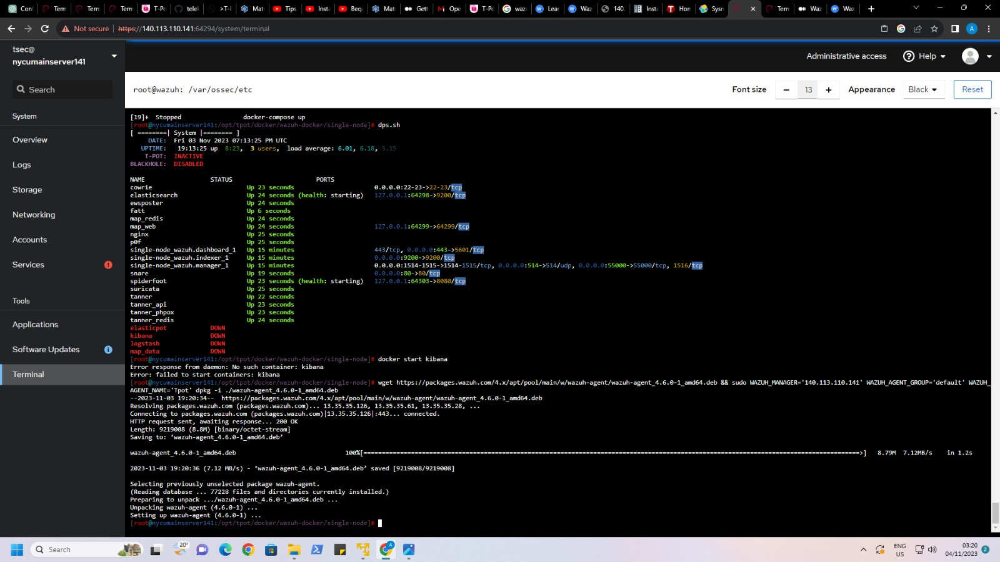 Cont
Term
Term
Term
T-Po
telek
>T-F
Mat
Tips
Insta
Beq
Mat
Gett
Ope
T-Pc
waz
Lear
Waz
140.
Insta
Hon
Sysn
Term
Waz
Waz
Not secure https://140.113.110.141:64294/system/terminal
tsec@
nycumainserver141
Administrative access
Help
Search
System
Overview
Logs
Storage
Networking
Accounts
Services
Tools
Applications
Software Updates
Terminal
root@wazuh: /var/ossec/etc
Font size − 13 + Appearance Black Reset
[19]+ Stopped docker-compose up
[root@nycumainserver141:/opt/tpot/docker/wazuh-docker/single-node]# dps.sh
[ ========| System |======== ]
DATE: Fri 03 Nov 2023 07:13:25 PM UTC
UPTIME: 19:13:25 up 8:23, 3 users, load average: 6.01, 6.18, 5.15
T-POT: INACTIVE
BLACKHOLE: DISABLED
NAME STATUS PORTS
cowrie Up 23 seconds 0.0.0.0:22-23->22-23/tcp
elasticsearch Up 24 seconds (health: starting) 127.0.0.1:64298->9200/tcp
ewsposter Up 24 seconds
fatt Up 6 seconds
map_redis Up 24 seconds
map_web Up 24 seconds 127.0.0.1:64299->64299/tcp
nginx Up 25 seconds
p0f Up 25 seconds
single-node_wazuh.dashboard_1 Up 15 minutes 443/tcp, 0.0.0.0:443->5601/tcp
single-node_wazuh.indexer_1 Up 15 minutes 0.0.0.0:9200->9200/tcp
single-node_wazuh.manager_1 Up 15 minutes 0.0.0.0:1514-1515->1514-1515/tcp, 0.0.0.0:514->514/udp, 0.0.0.0:55000->55000/tcp, 1516/tcp
snare Up 19 seconds 0.0.0.0:80->80/tcp
spiderfoot Up 23 seconds (health: starting) 127.0.0.1:64303->8080/tcp
suricata Up 25 seconds
tanner Up 22 seconds
tanner_api Up 23 seconds
tanner_phpox Up 23 seconds
tanner_redis Up 24 seconds
elasticpot DOWN
kibana DOWN
logstash DOWN
map_data DOWN
[root@nycumainserver141:/opt/tpot/docker/wazuh-docker/single-node]# docker start kibana
Error response from daemon: No such container: kibana
Error: failed to start containers: kibana
[root@nycumainserver141:/opt/tpot/docker/wazuh-docker/single-node]# wget https://packages.wazuh.com/4.x/apt/pool/main/w/wazuh-agent/wazuh-agent_4.6.0-1_amd64.deb && sudo WAZUH_MANAGER='140.113.110.141' WAZUH_AGENT_GROUP='default' WAZUH_
AGENT_NAME='Tpot' dpkg -i ./wazuh-agent_4.6.0-1_amd64.deb
--2023-11-03 19:20:34-- https://packages.wazuh.com/4.x/apt/pool/main/w/wazuh-agent/wazuh-agent_4.6.0-1_amd64.deb
Resolving packages.wazuh.com (packages.wazuh.com)... 13.35.35.126, 13.35.35.61, 13.35.35.28, ...
Connecting to packages.wazuh.com (packages.wazuh.com)|13.35.35.126|:443... connected.
HTTP request sent, awaiting response... 200 OK
Length: 9219008 (8.8M) [binary/octet-stream]
Saving to: ‘wazuh-agent_4.6.0-1_amd64.deb’
wazuh-agent_4.6.0-1_amd64.deb 100%[=====================>] 8.79M 7.12MB/s in 1.2s
2023-11-03 19:20:36 (7.12 MB/s) - ‘wazuh-agent_4.6.0-1_amd64.deb’ saved [9219008/9219008]
Selecting previously unselected package wazuh-agent.
(Reading database ... 77228 files and directories currently installed.)
Preparing to unpack .../wazuh-agent_4.6.0-1_amd64.deb ...
Unpacking wazuh-agent (4.6.0-1) ...
Setting up wazuh-agent (4.6.0-1) ...
[root@nycumainserver141:/opt/tpot/docker/wazuh-docker/single-node]#
Search
20°
ENG
US
03:20
04/11/2023
2